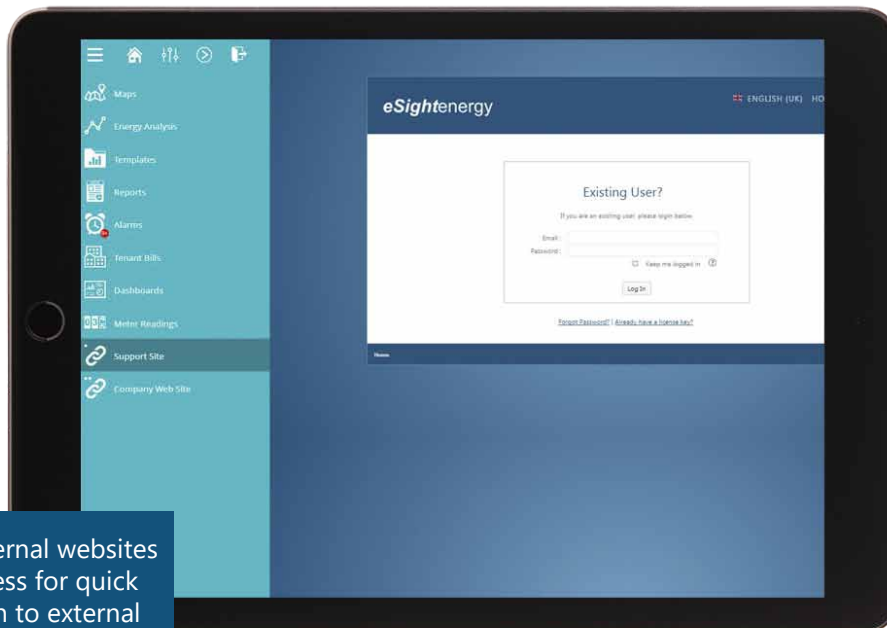 Maps
Energy Analysis
Templates
Reports
Alarms
Tenant Bills
Dashboards
Meter Readings
Support Site
Company Web Site
eSightenergy
ENGLISH (UK) HO
Existing User?
If you are an existing user, please login below.
Email :
Password :
Keep me logged in ?
Log In
Forgot Password? | Already have a license key?
Home
ernal websites
ess for quick
n to external